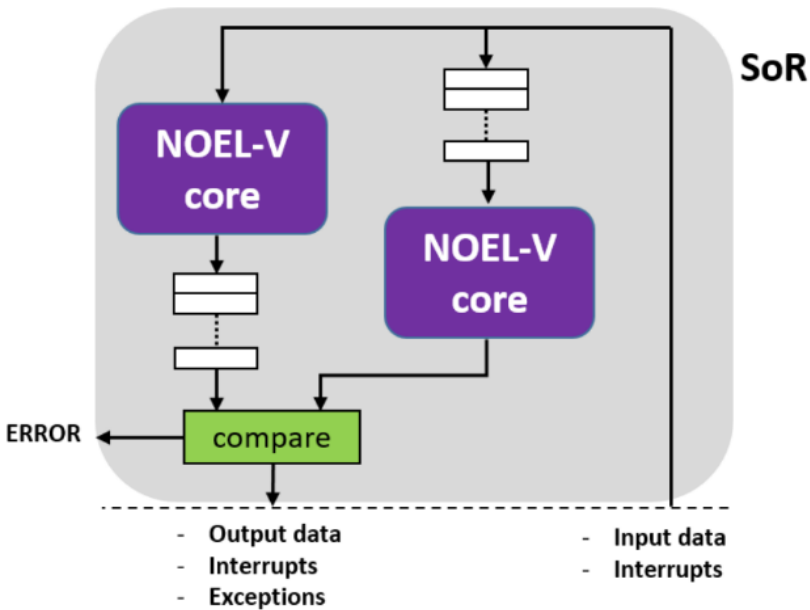 SoR
NOEL-V
core
NOEL-V
core
compare
ERROR
- Output data
- Interrupts
- Exceptions
- Input data
- Interrupts